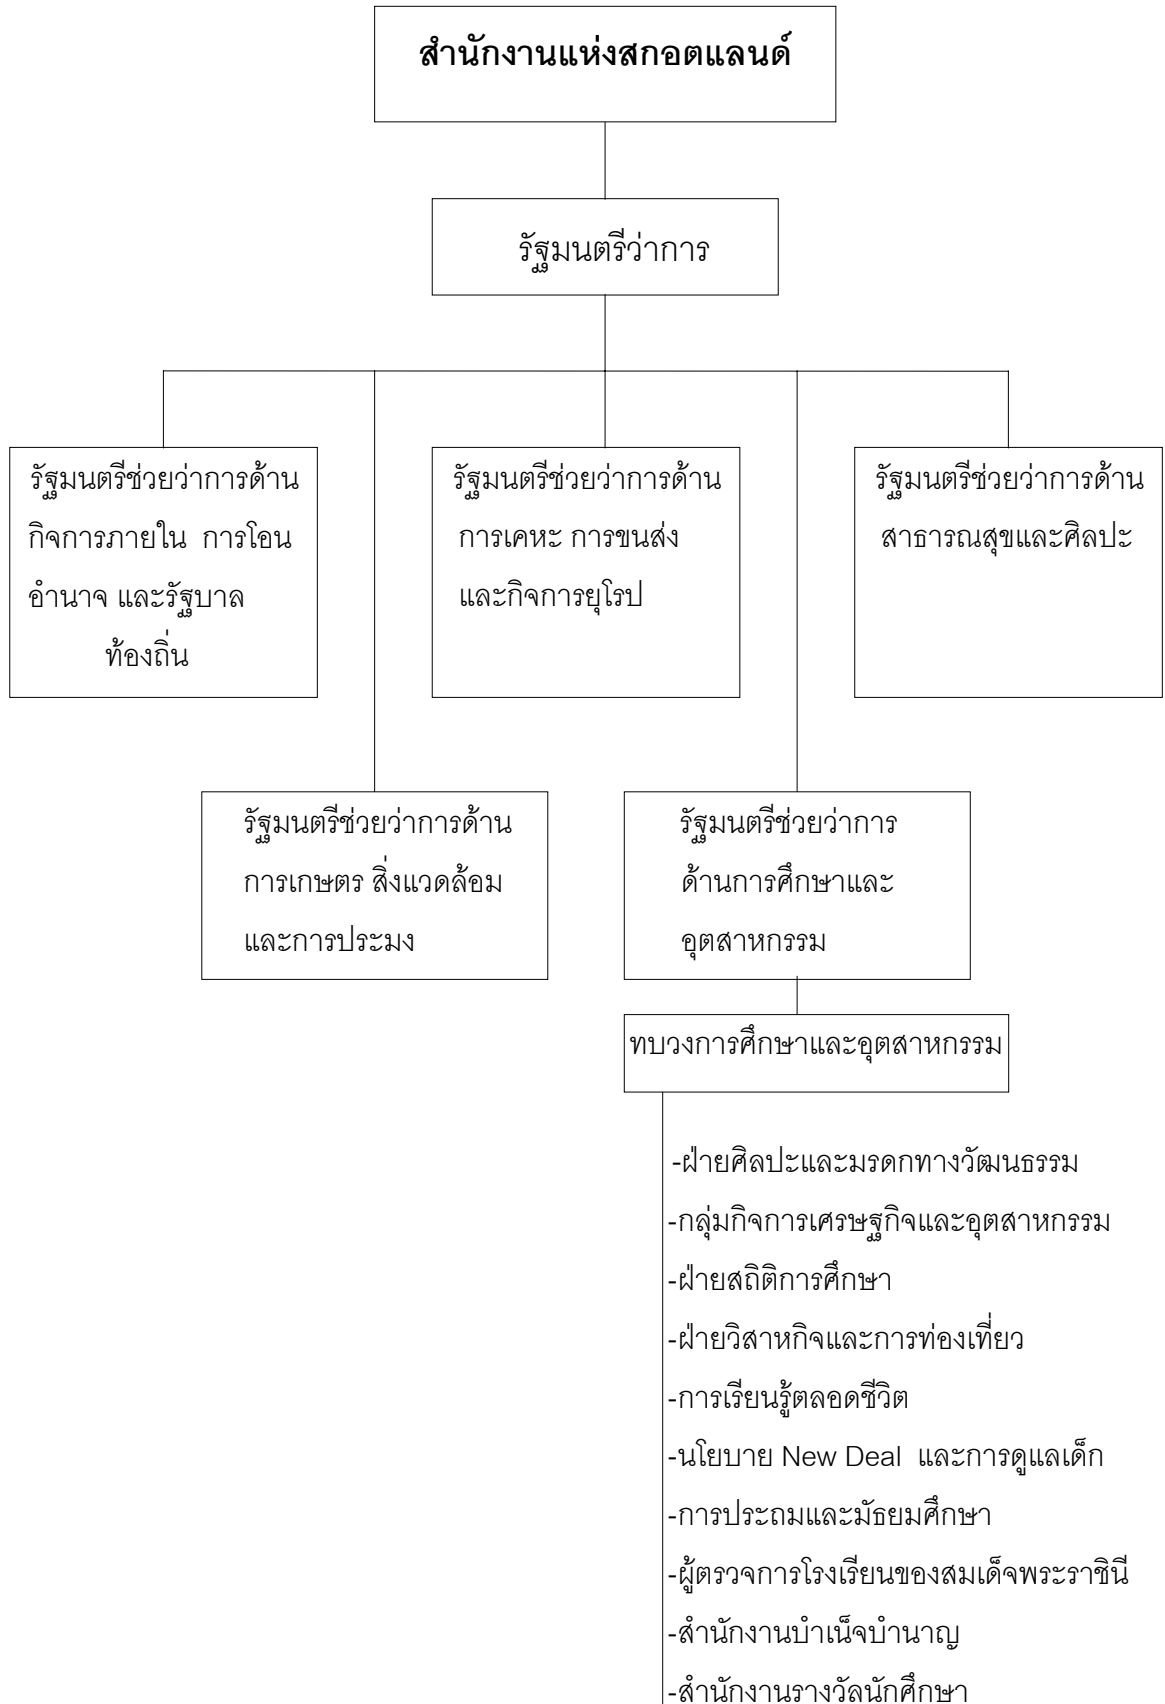 สำนักงานแห่งสกอตแลนด์
รัฐมนตรีว่าการ
รัฐมนตรีช่วยว่าการด้าน
กิจการภายใน การโอน
อำนาจ และรัฐบาล
ท้องถิ่น
รัฐมนตรีช่วยว่าการด้าน
การเคหะ การขนส่ง
และกิจการยุโรป
รัฐมนตรีช่วยว่าการด้าน
สาธารณสุขและศิลปะ
รัฐมนตรีช่วยว่าการด้าน
การเกษตร สิ่งแวดล้อม
และการประมง
รัฐมนตรีช่วยว่าการ
ด้านการศึกษาและ
อุตสาหกรรม
ทบวงการศึกษาและอุตสาหกรรม
-ฝ่ายศิลปะและมรดกทางวัฒนธรรม
-กลุ่มกิจการเศรษฐกิจและอุตสาหกรรม
-ฝ่ายสถิติการศึกษา
-ฝ่ายวิสาหกิจและการท่องเที่ยว
-การเรียนรู้ตลอดชีวิต
-นโยบาย New Deal และการดูแลเด็ก
-การประถมและมัธยมศึกษา
-ผู้ตรวจการโรงเรียนของสมเด็จพระราชินี
-สำนักงานบำเน็จบำนาญ
-สำนักงานรางวัลนักศึกษา